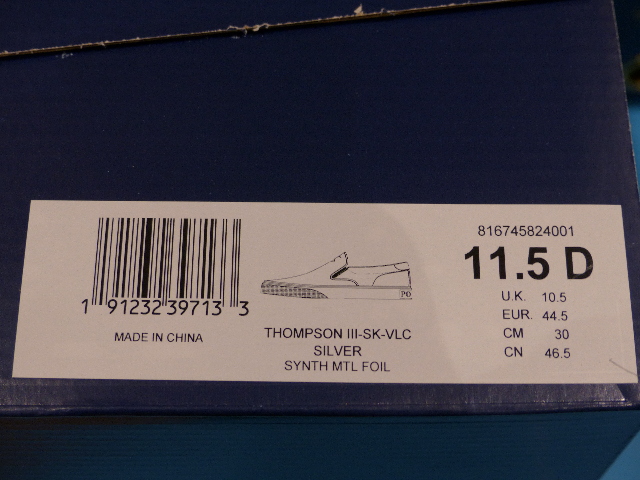 1 91232 39713 3
MADE IN CHINA
PO
THOMPSON III-SK-VLC
SILVER
SYNTH MTL FOIL
816745824001
11.5 D
U.K. 10.5
EUR. 44.5
CM 30
CN 46.5